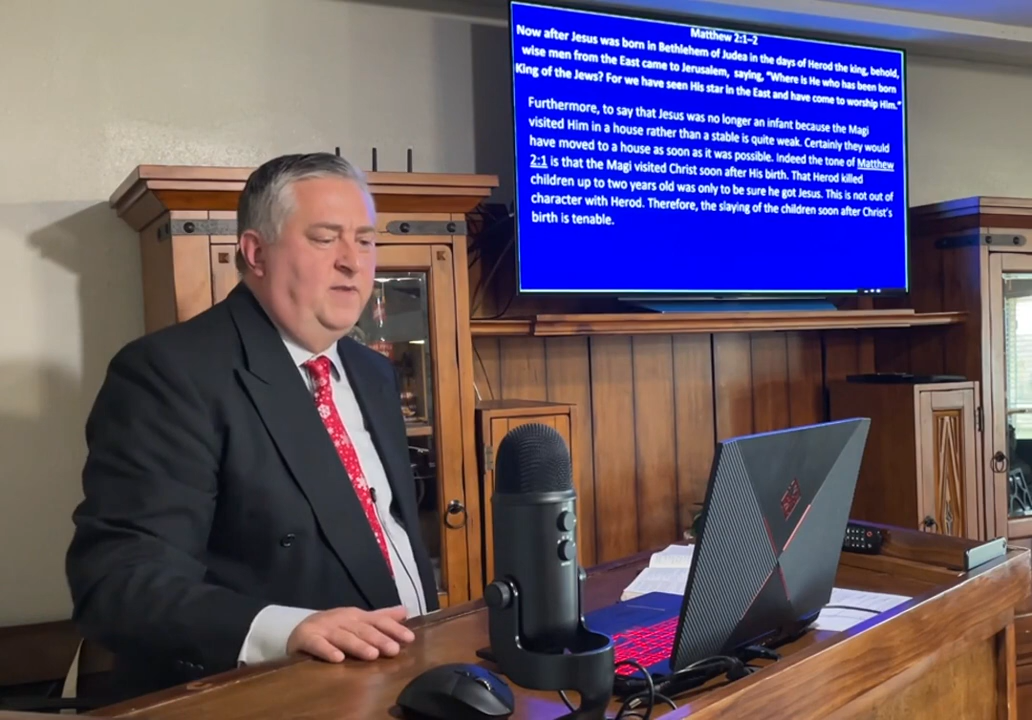 Matthew 2:1–2
Now after Jesus was born in Bethlehem of Judea in the days of Herod the king, behold,
wise men from the East came to Jerusalem, saying, “Where is He who has been born
King of the Jews? For we have seen His star in the East and have come to worship Him.”
Furthermore, to say that Jesus was no longer an infant because the Magi
visited Him in a house rather than a stable is quite weak. Certainly they would
have moved to a house as soon as it was possible. Indeed the tone of Matthew
2:1 is that the Magi visited Christ soon after His birth. That Herod killed
children up to two years old was only to be sure he got Jesus. This is not out of
character with Herod. Therefore, the slaying of the children soon after Christ’s
birth is tenable.